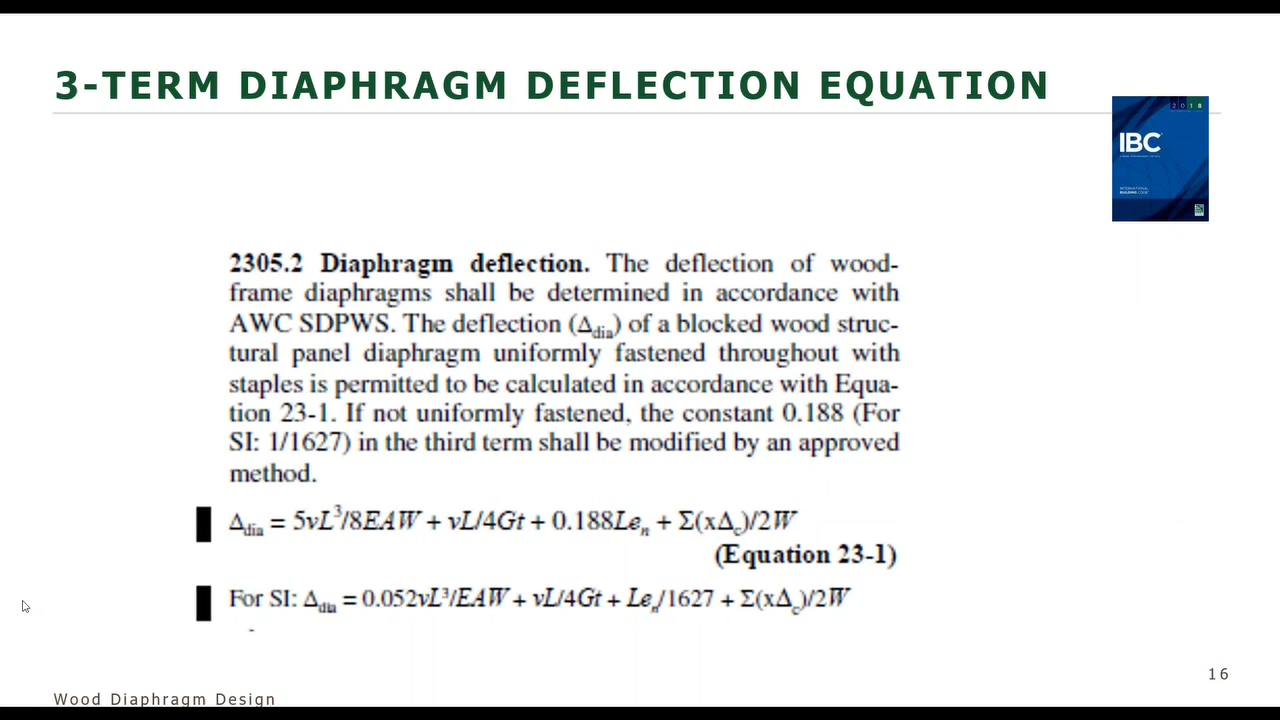 3-TERM DIAPHRAGM DEFLECTION EQUATION
2018
IBC
INTERNATIONAL
BUILDING CODE
2305.2 Diaphragm deflection. The deflection of wood-
frame diaphragms shall be determined in accordance with
AWC SDPWS. The deflection (Δdia) of a blocked wood struc-
tural panel diaphragm uniformly fastened throughout with
staples is permitted to be calculated in accordance with Equa-
tion 23-1. If not uniformly fastened, the constant 0.188 (For
SI: 1/1627) in the third term shall be modified by an approved
method.
Δdia = 5vL³/8EAW + vL/4Gt + 0.188Leₙ + Σ(xΔc)/2W
(Equation 23-1)
For SI: Δdia = 0.052vL³/EAW + vL/4Gt + Leₙ/1627 + Σ(xΔc)/2W
16
Wood Diaphragm Design